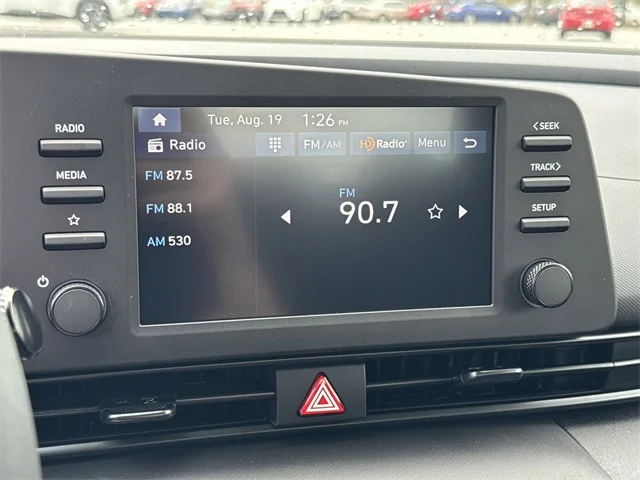 Tue, Aug. 19 1:26 PM
Radio FM/AM HD Radio Menu
FM 87.5
FM 88.1
AM 530
FM
90.7
RADIO
MEDIA
<SEEK
TRACK>
SETUP